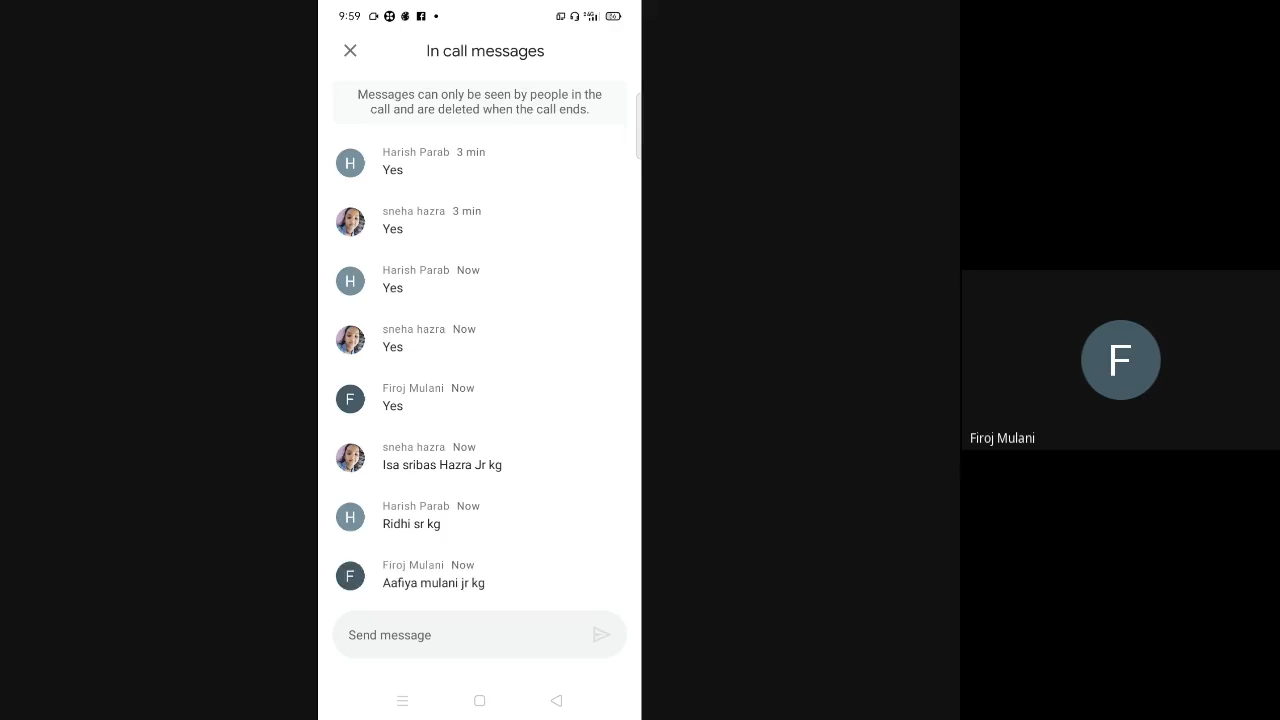 9:59
In call messages
Messages can only be seen by people in the
call and are deleted when the call ends.
H
Harish Parab 3 min
Yes
sneha hazra 3 min
Yes
H
Harish Parab Now
Yes
sneha hazra Now
Yes
F
Firoj Mulani Now
Yes
sneha hazra Now
Isa sribas Hazra Jr kg
H
Harish Parab Now
Ridhi sr kg
F
Firoj Mulani Now
Aafiya mulani jr kg
Send message
F
Firoj Mulani